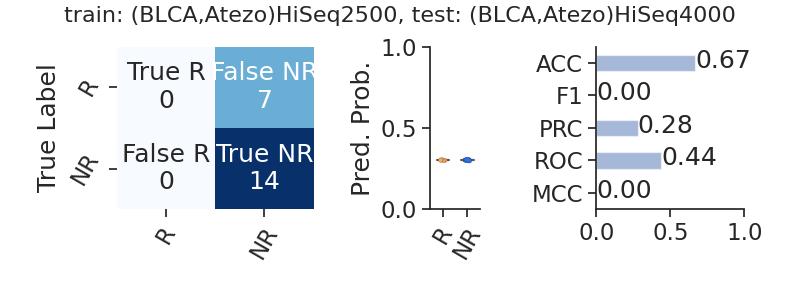 train: (BLCA,Atezo)HiSeq2500, test: (BLCA,Atezo)HiSeq4000
True Label
R
NR
True R
0
False NR
7
False R
0
True NR
14
R
NR
Pred. Prob.
1.0
0.5
0.0
R
NR
ACC
0.67
F1
0.00
PRC
0.28
ROC
0.44
MCC
0.00
0.0
0.5
1.0